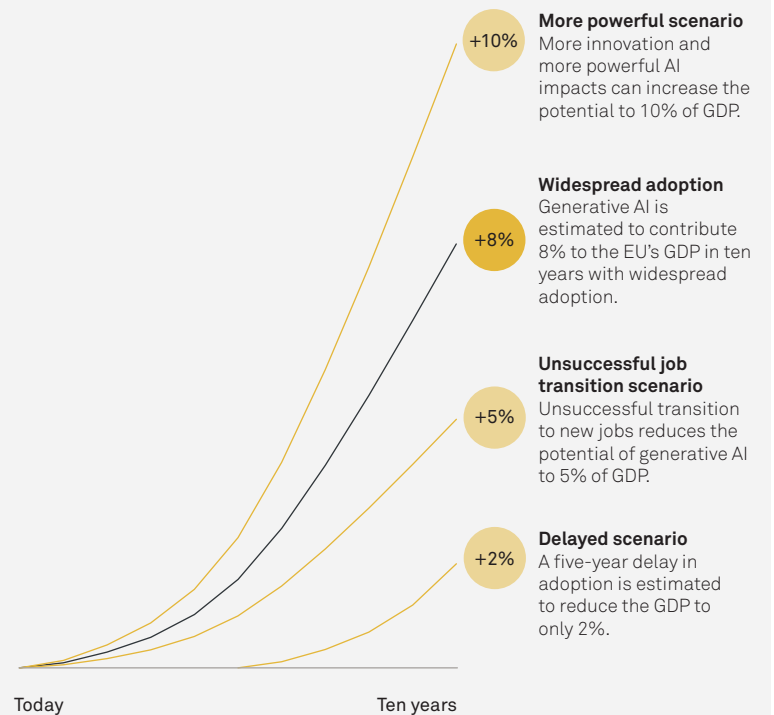 +10%
More powerful scenario
More innovation and
more powerful AI
impacts can increase the
potential to 10% of GDP.
+8%
Widespread adoption
Generative AI is
estimated to contribute
8% to the EU’s GDP in ten
years with widespread
adoption.
+5%
Unsuccessful job
transition scenario
Unsuccessful transition
to new jobs reduces the
potential of generative AI
to 5% of GDP.
+2%
Delayed scenario
A five-year delay in
adoption is estimated
to reduce the GDP to
only 2%.
Today
Ten years